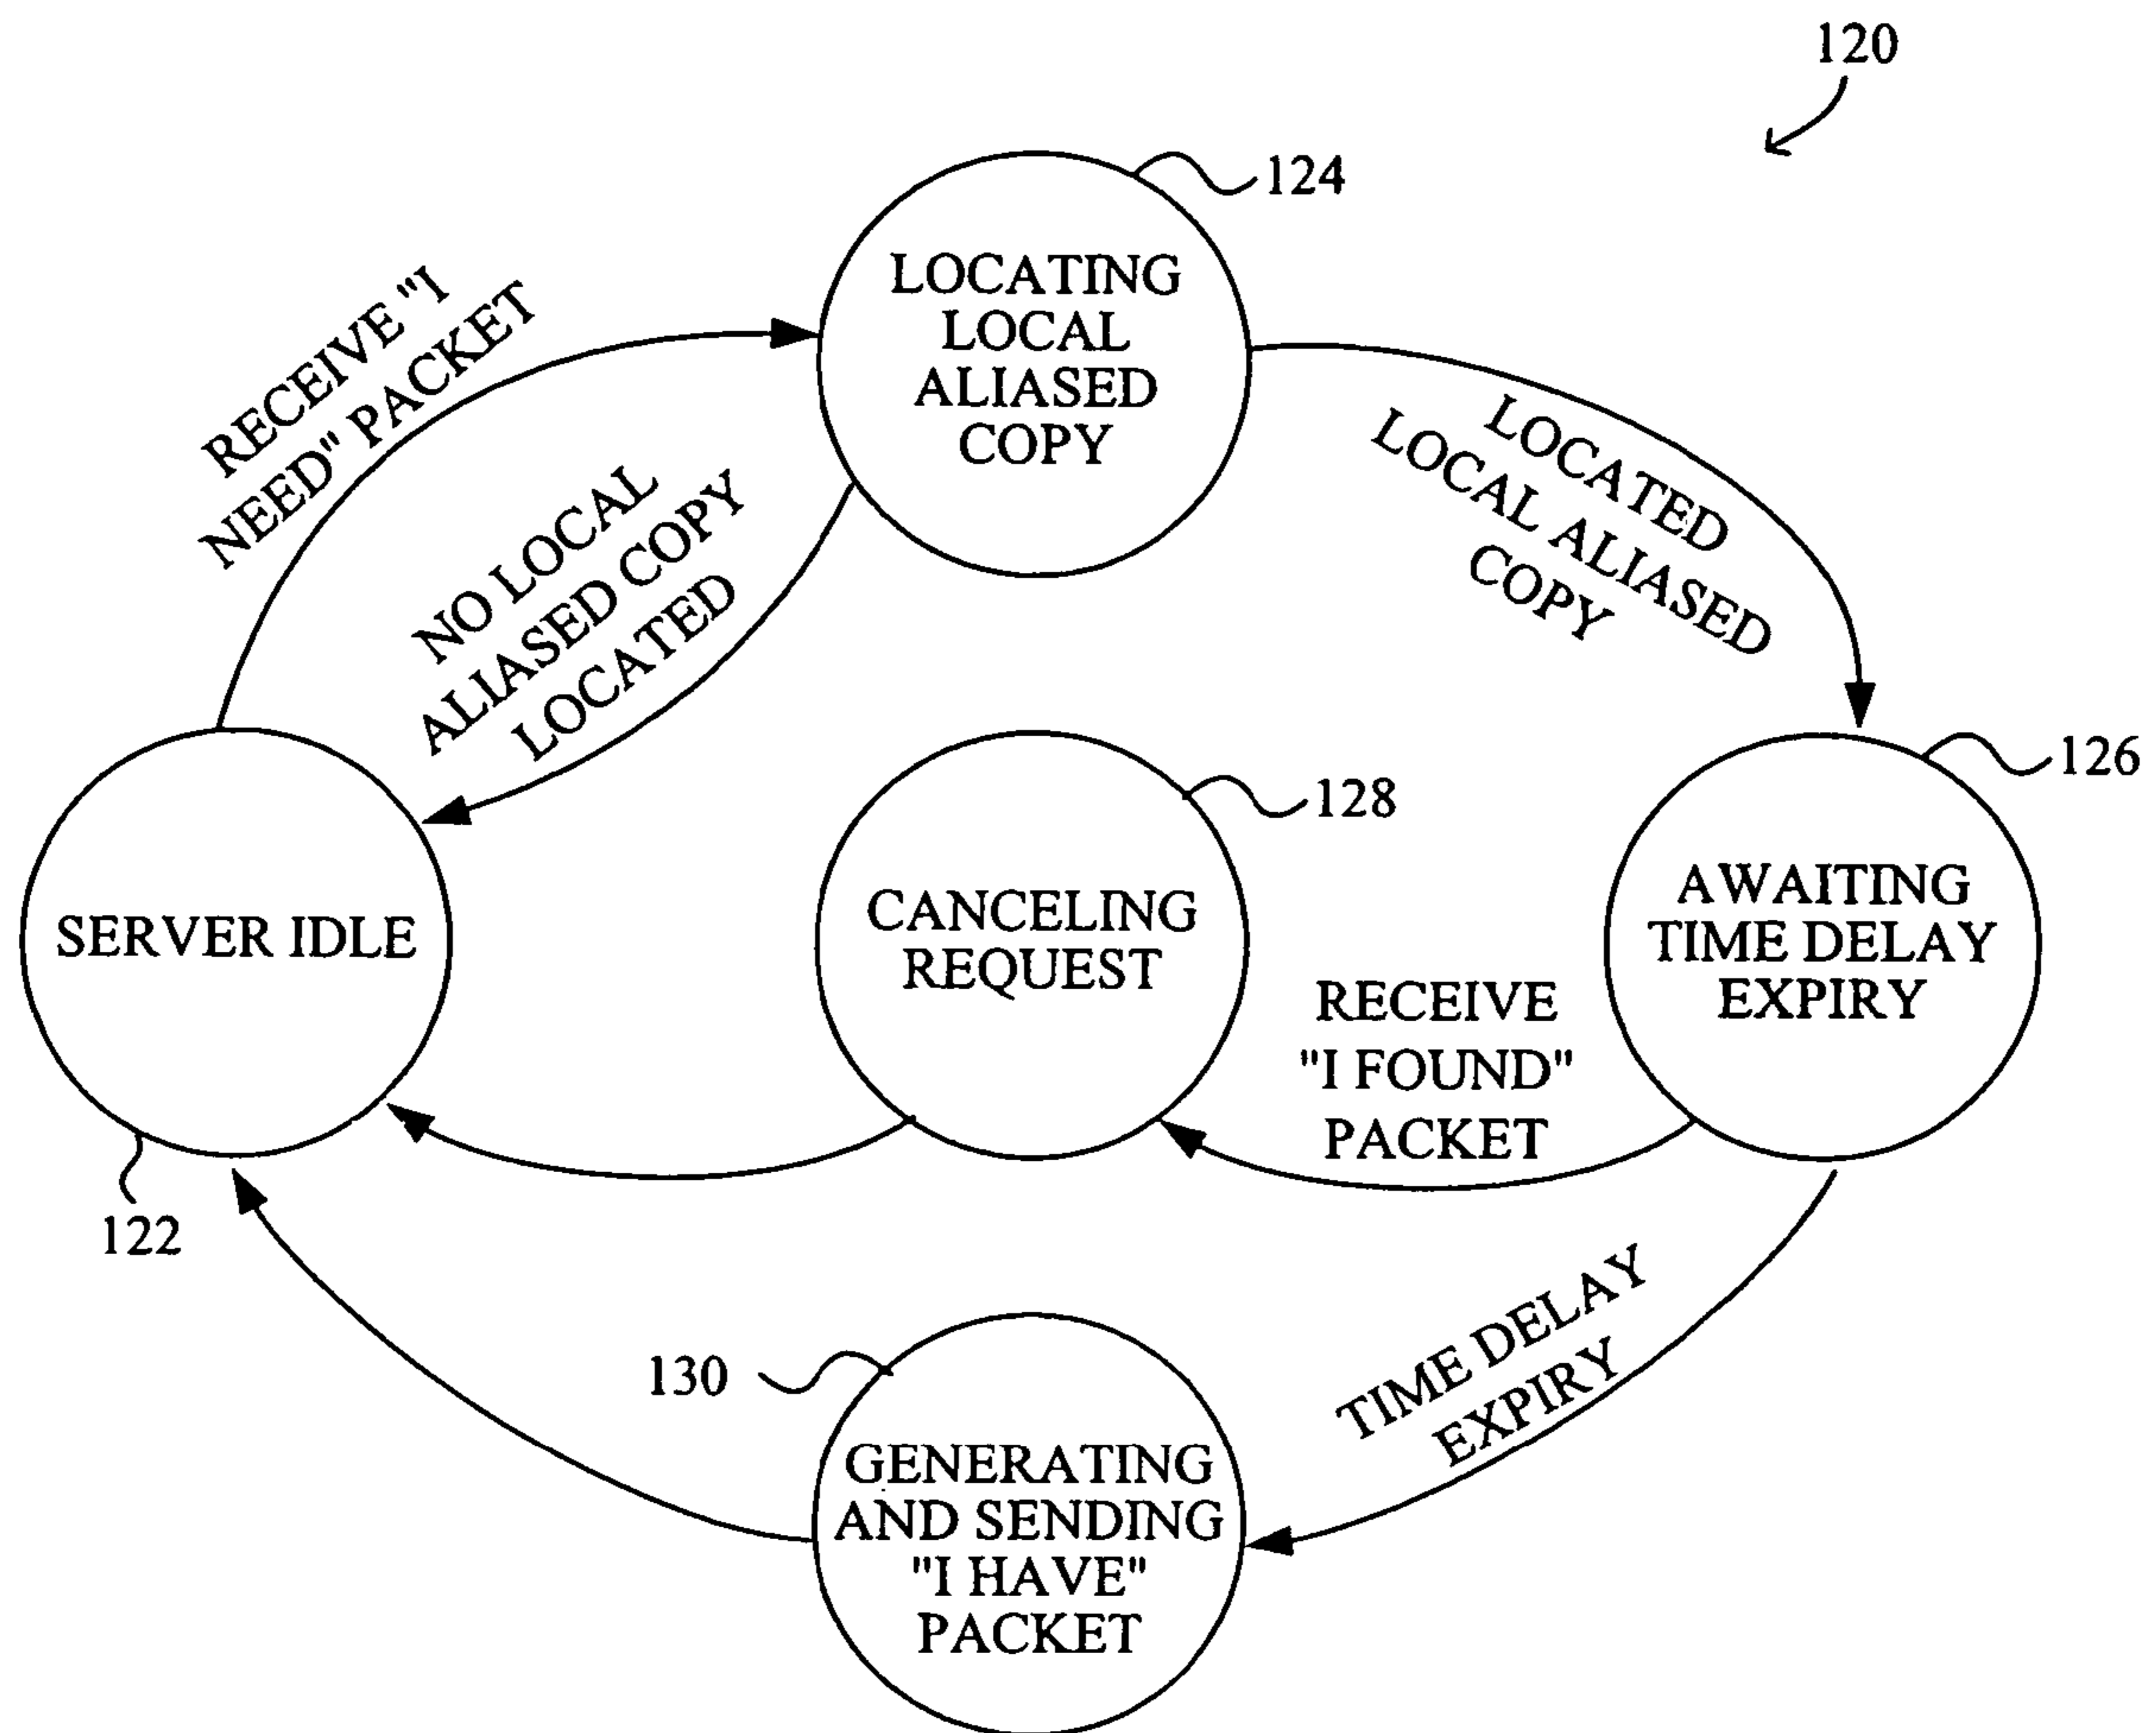 120
124
LOCATING
LOCAL
ALIASED
COPY
RECEIVE "I
NEED" PACKET
NO LOCAL
ALIASED COPY
LOCATED
LOCATED
LOCAL ALIASED
COPY
126
128
SERVER IDLE
CANCELING
REQUEST
AWAITING
TIME DELAY
EXPIRY
RECEIVE
"I FOUND"
PACKET
122
TIME DELAY
EXPIRY
130
GENERATING
AND SENDING
"I HAVE"
PACKET